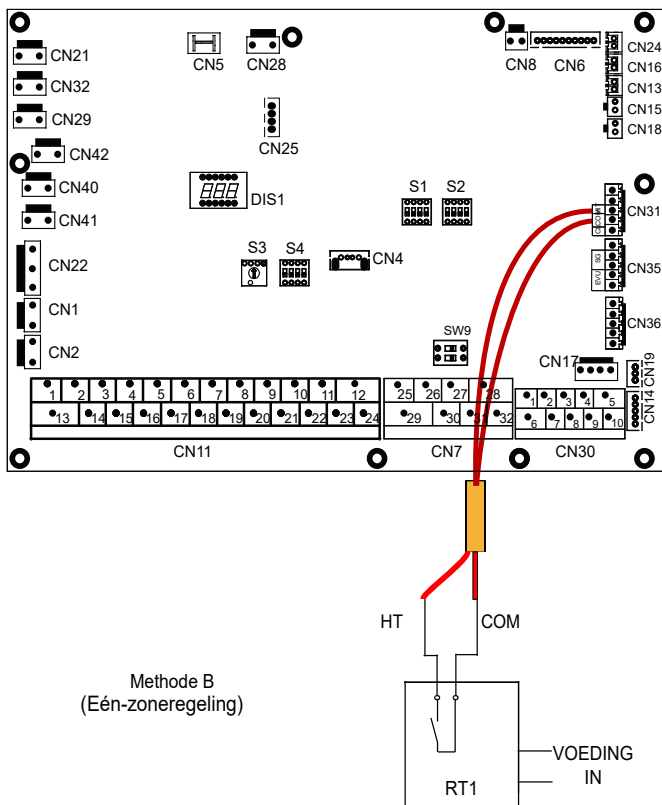 CN21
CN32
CN29
CN42
CN40
CN41
CN22
CN1
CN2
CN5
CN28
CN25
DIS1
S1 S2
S3 S4
CN4
CN8 CN6
CN24
CN16
CN13
CN15
CN18
CN31
COM
SG
EVU
CN35
CN36
SW9
CN17
CN19
CN14
1 2 3 4 5 6 7 8 9 10 11 12
13 14 15 16 17 18 19 20 21 22 23 24
CN11
25 26 27 28
29 30 31 32
CN7
1 2 3 4 5
6 7 8 9 10
CN30
HT COM
Methode B
(Eén-zoneregeling)
RT1
VOEDING
IN